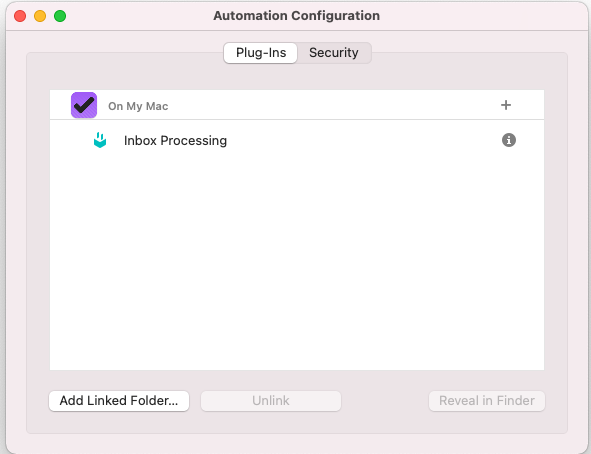 Automation Configuration
Plug-Ins Security
On My Mac
Inbox Processing
Add Linked Folder... Unlink Reveal in Finder